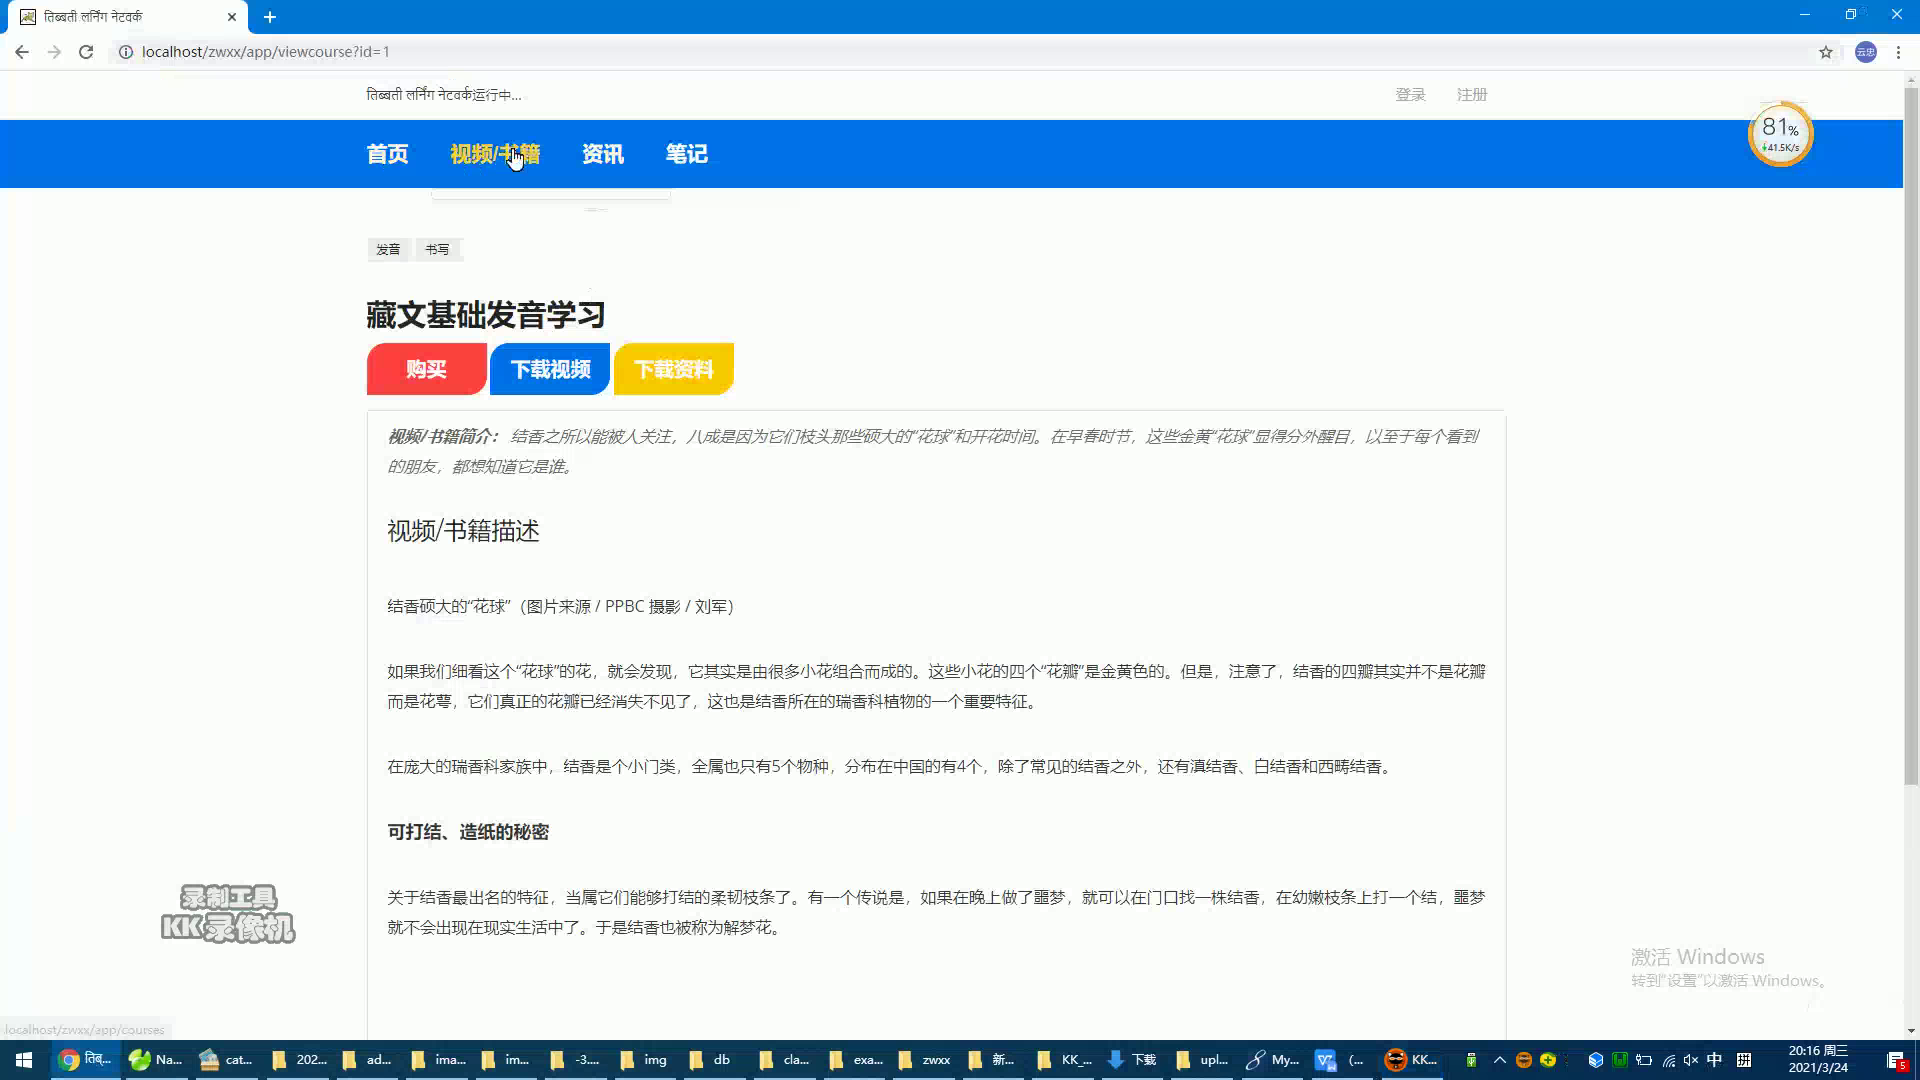 तिब्बती लर्निंग नेटवर्क
localhost/zwxx/app/viewcourse?id=1
云忠
तिब्बती लर्निंग नेटवर्क运行中...
登录 注册
首页 视频/书籍 资讯 笔记
81%
41.5K/s
发音 书写
藏文基础发音学习
购买 下载视频 下载资料
视频/书籍简介： 结香之所以能被人关注，八成是因为它们枝头那些硕大的“花球”和开花时间。在早春时节，这些金黄“花球”显得分外醒目，以至于每个看到
的朋友，都想知道它是谁。
视频/书籍描述
结香硕大的“花球”（图片来源 / PPBC 摄影 / 刘军）
如果我们细看这个“花球”的花，就会发现，它其实是由很多小花组合而成的。这些小花的四个“花瓣”是金黄色的。但是，注意了，结香的四瓣其实并不是花瓣
而是花萼，它们真正的花瓣已经消失不见了，这也是结香所在的瑞香科植物的一个重要特征。
在庞大的瑞香科家族中，结香是个小门类，全属也只有5个物种，分布在中国的有4个，除了常见的结香之外，还有滇结香、白结香和西畴结香。
可打结、造纸的秘密
关于结香最出名的特征，当属它们能够打结的柔韧枝条了。有一个传说是，如果在晚上做了噩梦，就可以在门口找一株结香，在幼嫩枝条上打一个结，噩梦
就不会出现在现实生活中了。于是结香也被称为解梦花。
录制工具
KK录像机
激活 Windows
转到“设置”以激活 Windows。
localhost/zwxx/app/courses
तिब्... Na... cat... 202... ad... ima... im... -3.... img db cla... exa... zwxx 新... KK_... 下载 upl... My... (... KK... 中 拼
20:16 周三
2021/3/24
5